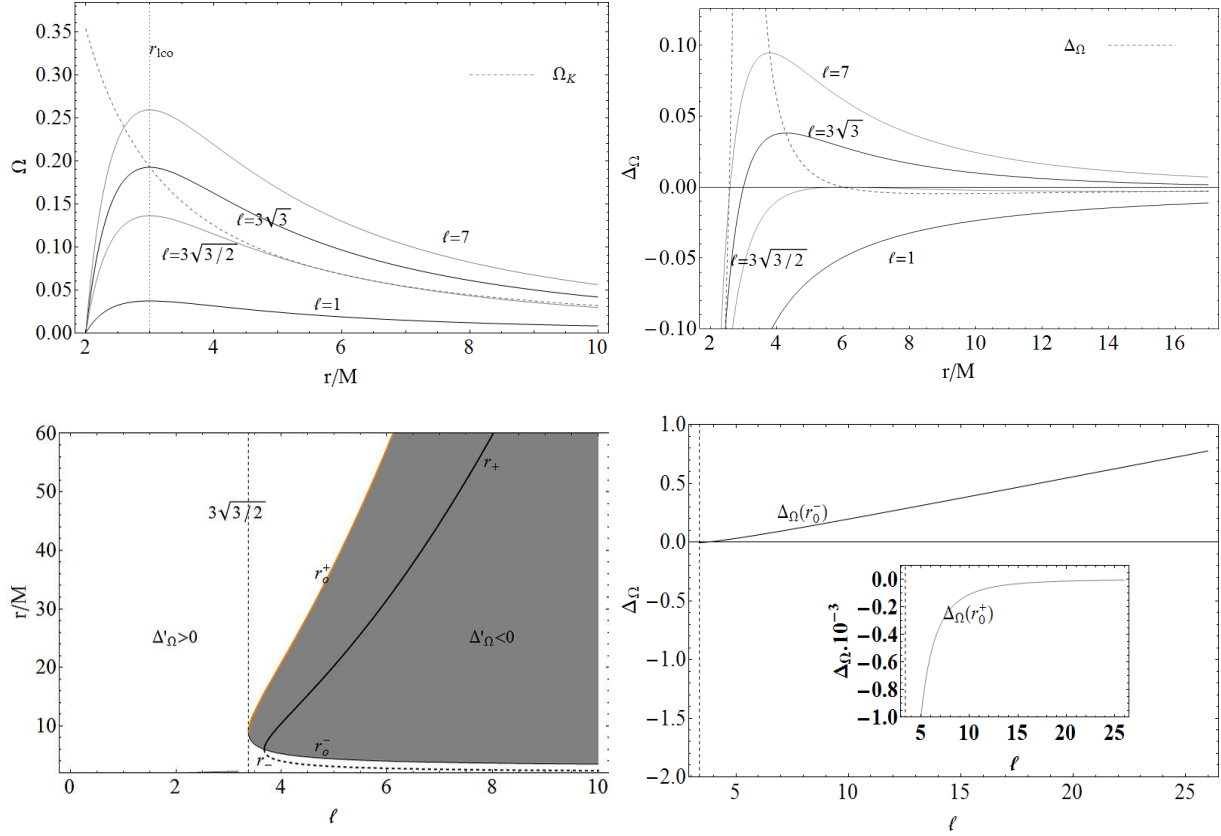 0.35
0.30
0.25
0.20
0.15
0.10
0.05
0.00
Ω
r_lco
Ω_K
ℓ=3√3
ℓ=7
ℓ=3√3/2
ℓ=1
2 4 6 8 10
r/M
0.10
0.05
0.00
−0.05
−0.10
Δ_Ω
Δ_Ω
ℓ=7
ℓ=3√3
ℓ=3√3/2
ℓ=1
2 4 6 8 10 12 14 16
r/M
60
50
40
30
20
10
r/M
3√3/2
r_+
r_o^+
Δ'_Ω>0
Δ'_Ω<0
r_o^-
r_-
0 2 4 6 8 10
ℓ
1.0
0.5
0.0
−0.5
−1.0
−1.5
−2.0
Δ_Ω
Δ_Ω(r_0^-)
0.0
−0.2
−0.4
−0.6
−0.8
−1.0
Δ_Ω.10^−3
Δ_Ω(r_0^+)
5 10 15 20 25
ℓ
5 10 15 20 25
ℓ